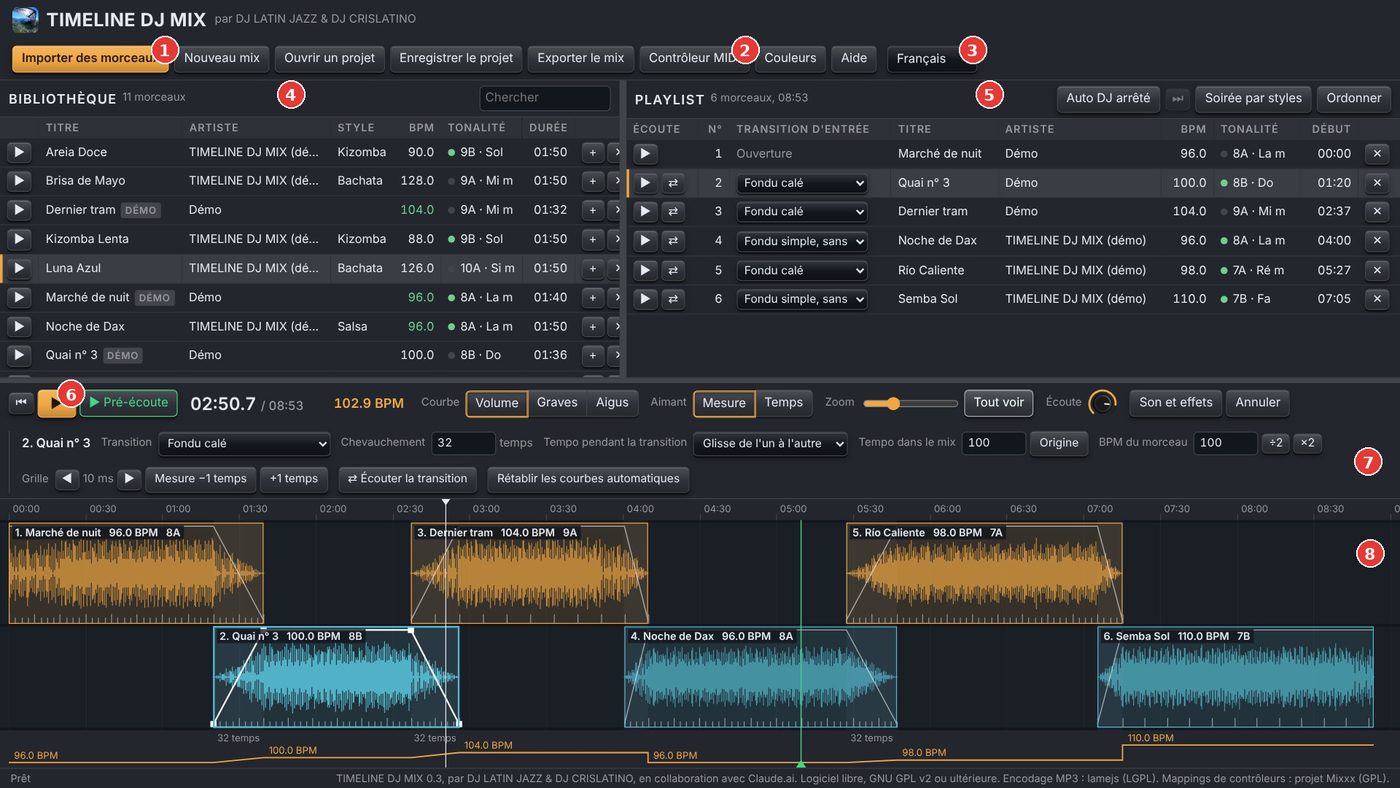 TIMELINE DJ MIX par DJ LATIN JAZZ & DJ CRISLATINO
Importer des morceaux 1 Nouveau mix Ouvrir un projet Enregistrer le projet Exporter le mix Contrôleur MID 2 Couleurs Aide Français 3
BIBLIOTHÈQUE 11 morceaux 4 Chercher
TITRE ARTISTE STYLE BPM TONALITÉ DURÉE
Areia Doce TIMELINE DJ MIX (dé... Kizomba 90.0 9B · Sol 01:50 +
Brisa de Mayo TIMELINE DJ MIX (dé... Bachata 128.0 9A · Mi m 01:50 +
Dernier tram DÉMO Démo 104.0 9A · Mi m 01:32 +
Kizomba Lenta TIMELINE DJ MIX (dé... Kizomba 88.0 9B · Sol 01:50 +
Luna Azul TIMELINE DJ MIX (dé... Bachata 126.0 10A · Si m 01:50 +
Marché de nuit DÉMO Démo 96.0 8A · La m 01:40 +
Noche de Dax TIMELINE DJ MIX (dé... Salsa 96.0 8A · La m 01:50 +
Quai n° 3 DÉMO Démo 100.0 8B · Do 01:36 +
PLAYLIST 6 morceaux, 08:53 5 Auto DJ arrêté Soirée par styles Ordonner
ÉCOUTE N° TRANSITION D'ENTRÉE TITRE ARTISTE BPM TONALITÉ DÉBUT
1 Ouverture Marché de nuit Démo 96.0 8A · La m 00:00 ×
2 Fondu calé Quai n° 3 Démo 100.0 8B · Do 01:20 ×
3 Fondu calé Dernier tram Démo 104.0 9A · Mi m 02:37 ×
4 Fondu simple, sans Noche de Dax TIMELINE DJ MIX (démo) 96.0 8A · La m 04:00 ×
5 Fondu calé Río Caliente TIMELINE DJ MIX (démo) 98.0 7A · Ré m 05:27 ×
6 Fondu simple, sans Semba Sol TIMELINE DJ MIX (démo) 110.0 7B · Fa 07:05 ×
6 Pré-écoute 02:50.7 / 08:53 102.9 BPM Courbe Volume Graves Aigus Aimant Mesure Temps Zoom Tout voir Écoute Son et effets Annuler
2. Quai n° 3 Transition Fondu calé Chevauchement 32 temps Tempo pendant la transition Glisse de l'un à l'autre Tempo dans le mix 100 Origine BPM du morceau 100 ÷2 ×2
7
Grille 10 ms Mesure −1 temps +1 temps ⇄ Écouter la transition Rétablir les courbes automatiques
00:00 00:30 01:00 01:30 02:00 02:30 03:00 03:30 04:00 04:30 05:00 05:30 06:00 06:30 07:00 07:30 08:00 08:30
1. Marché de nuit 96.0 BPM 8A 3. Dernier tram 104.0 BPM 9A 5. Río Caliente 98.0 BPM 7A
8
2. Quai n° 3 100.0 BPM 8B 4. Noche de Dax 96.0 BPM 8A 6. Semba Sol 110.0 BPM 7B
32 temps 32 temps 32 temps
96.0 BPM 100.0 BPM 104.0 BPM 96.0 BPM 98.0 BPM 110.0 BPM
Prêt TIMELINE DJ MIX 0.3, par DJ LATIN JAZZ & DJ CRISLATINO, en collaboration avec Claude.ai. Logiciel libre, GNU GPL v2 ou ultérieure. Encodage MP3 : lamejs (LGPL). Mappings de contrôleurs : projet Mixxx (GPL).